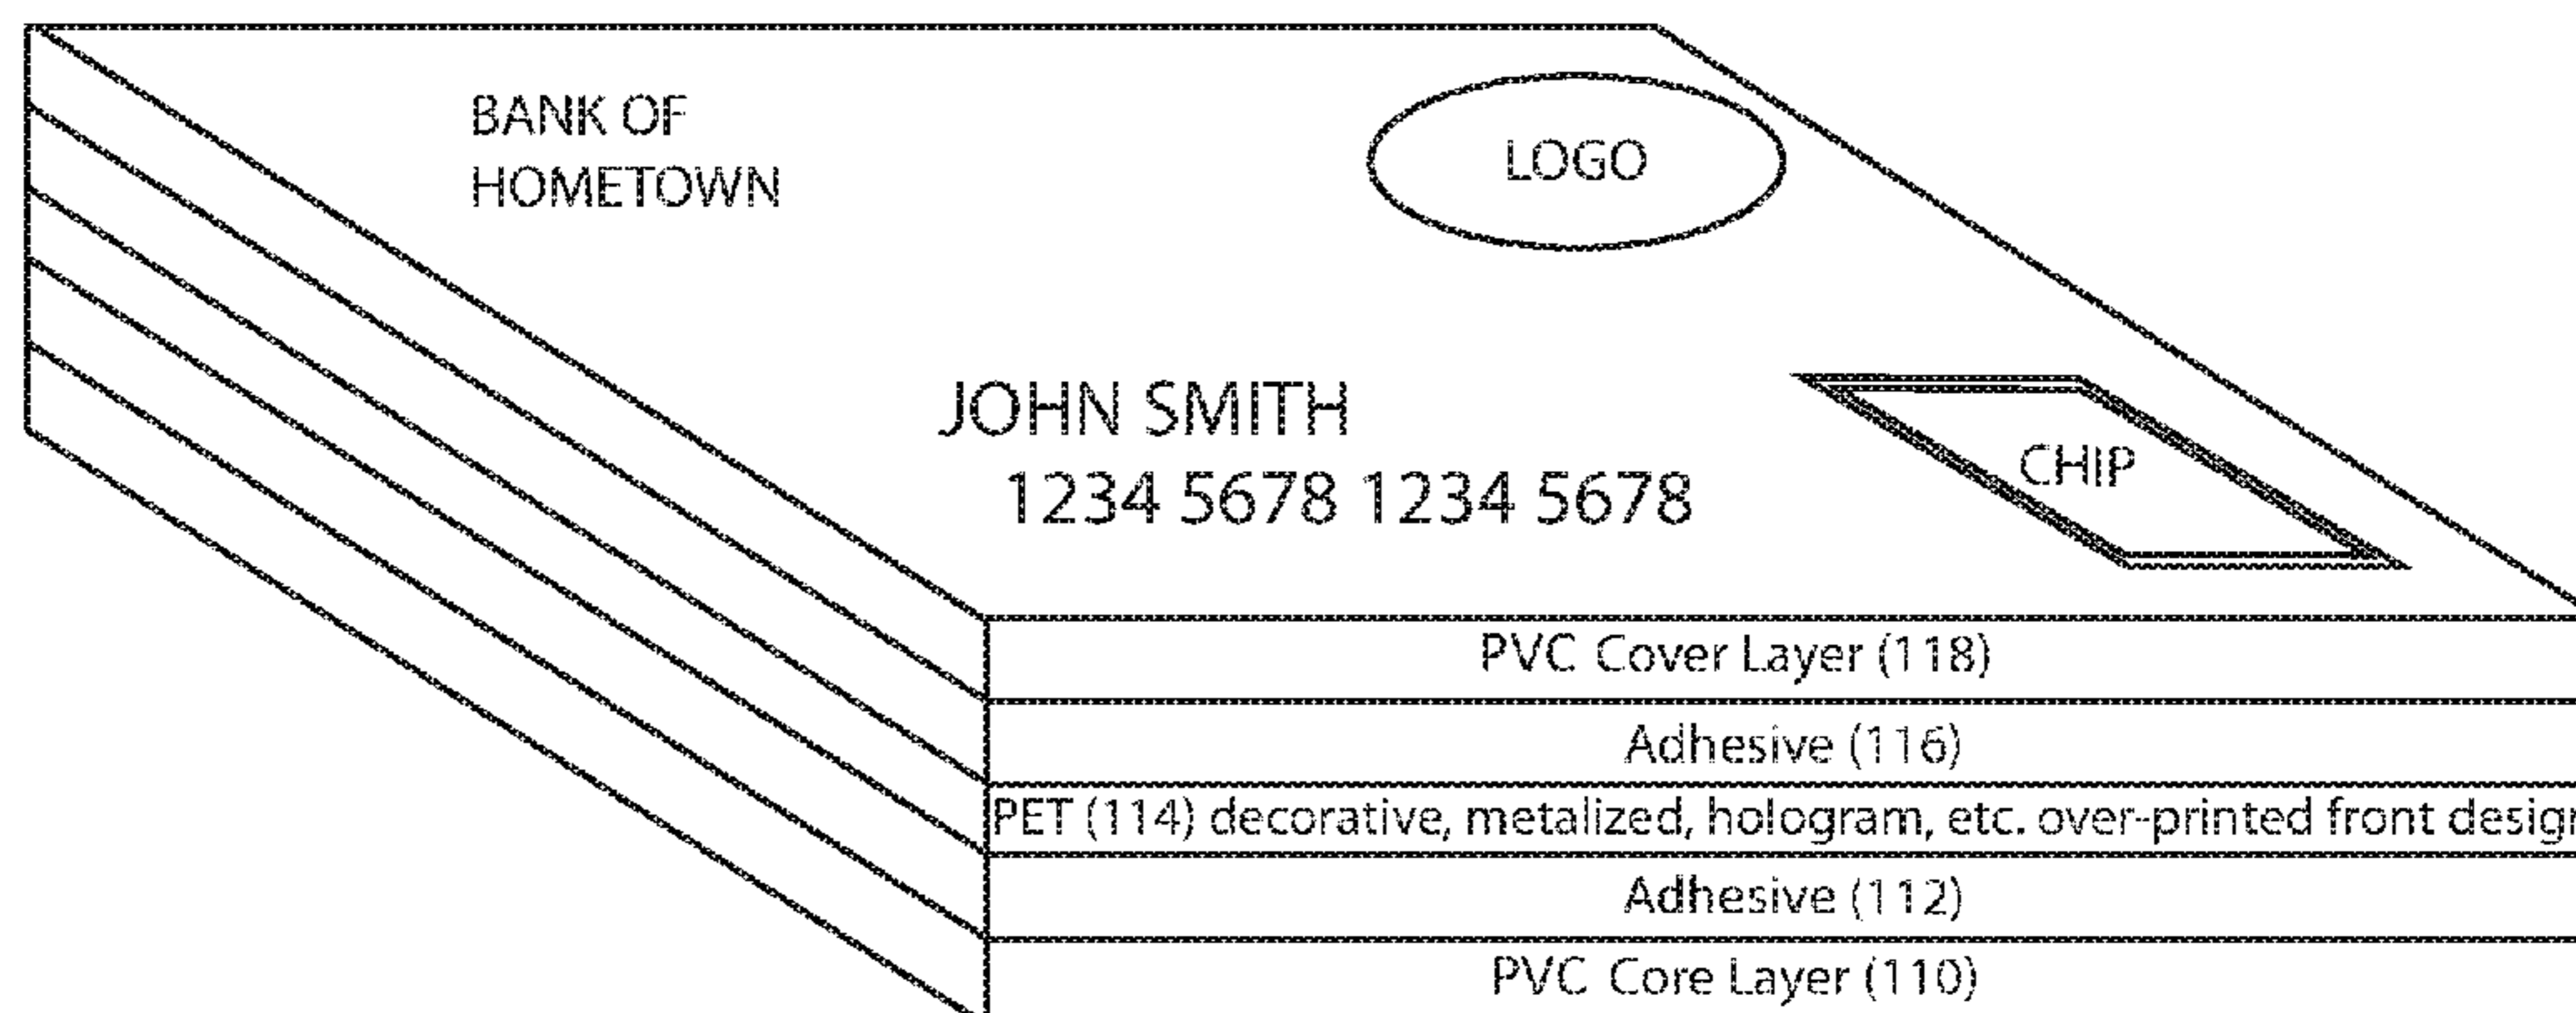 BANK OF
HOMETOWN
LOGO
JOHN SMITH
1234 5678 1234 5678
CHIP
PVC Cover Layer (118)
Adhesive (116)
PET (114) decorative, metalized, hologram, etc. over-printed front design
Adhesive (112)
PVC Core Layer (110)